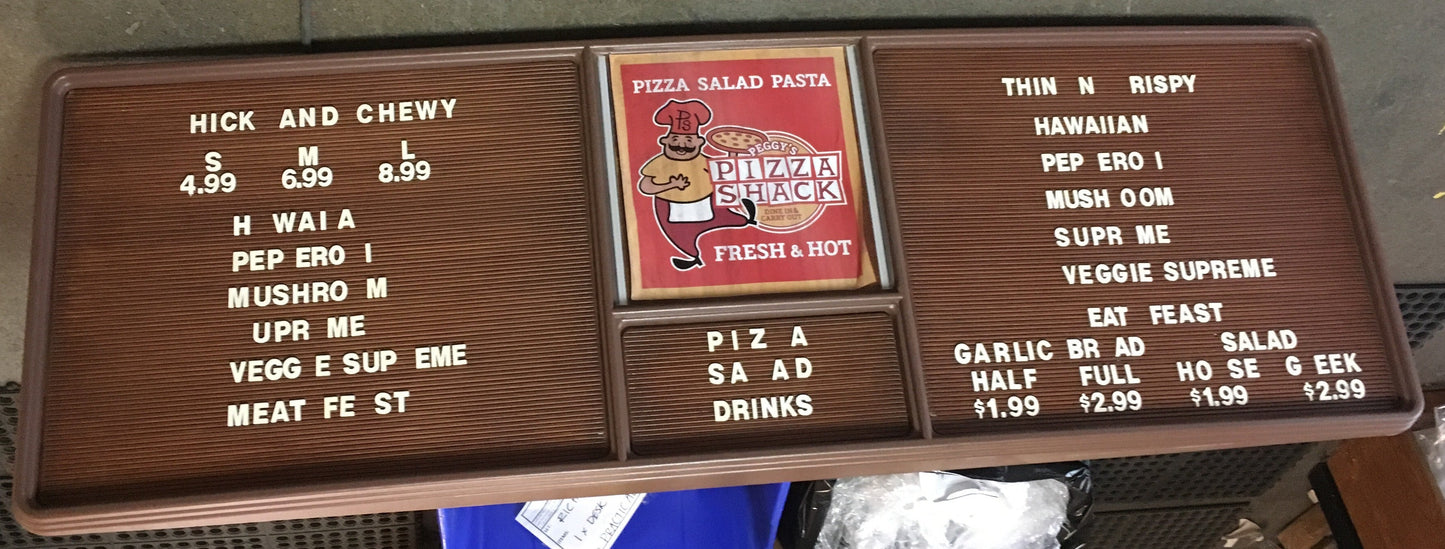 HICK AND CHEWY
S M L
4.99 6.99 8.99
H WAI A
PEP ERO I
MUSHRO M
UPR ME
VEGG E SUP EME
MEAT FE ST
PIZZA SALAD PASTA
Ps
PEGGY'S
PIZZA
SHACK
DINE IN &
CARRY OUT
FRESH & HOT
PIZ A
SA AD
DRINKS
THIN N RISPY
HAWAIIAN
PEP ERO I
MUSH OOM
SUPR ME
VEGGIE SUPREME
EAT FEAST
GARLIC BR AD SALAD
HALF FULL HO SE G EEK
$1.99 $2.99 $1.99 $2.99
1 x DESK